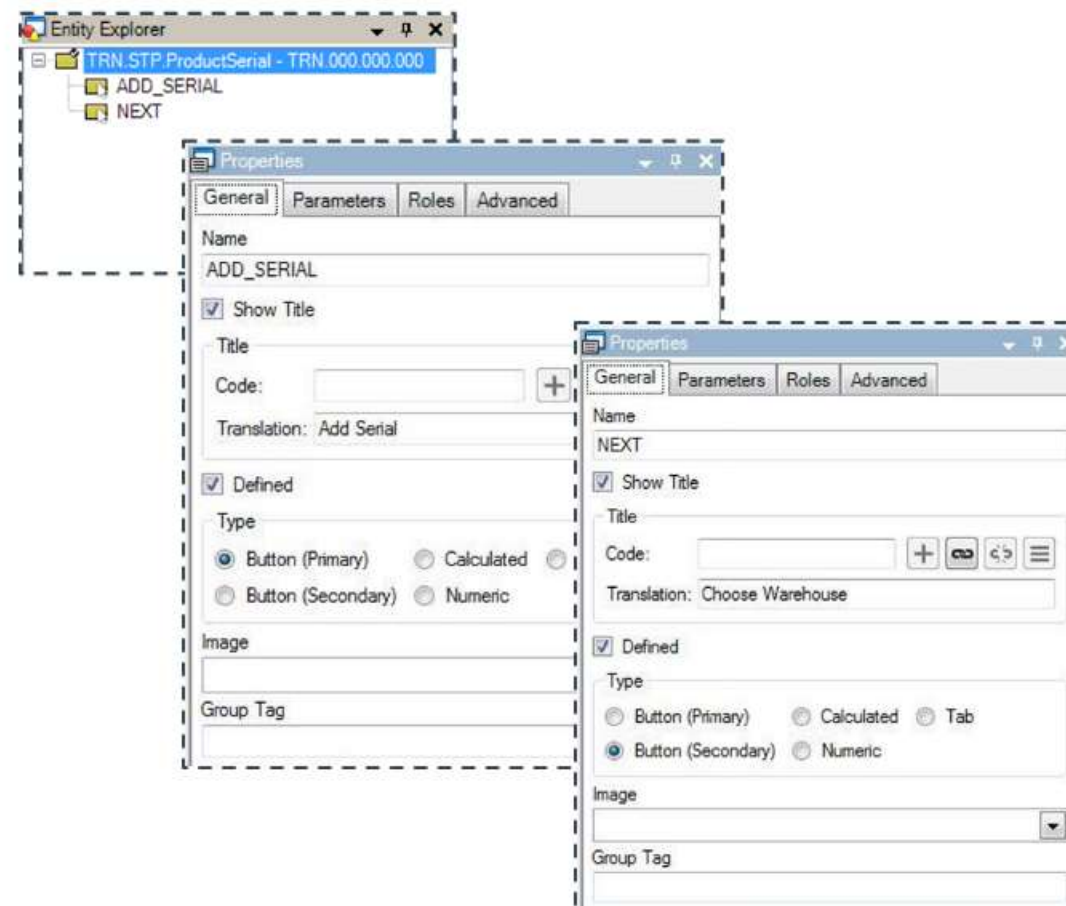 Entity Explorer
TRN.STP.ProductSerial - TRN.000.000.000
ADD_SERIAL
NEXT
Properties
General Parameters Roles Advanced
Name
ADD_SERIAL
Show Title
Title
Code:
Translation: Add Serial
Defined
Type
Button (Primary) Calculated
Button (Secondary) Numeric
Image
Group Tag
Properties
General Parameters Roles Advanced
Name
NEXT
Show Title
Title
Code:
Translation: Choose Warehouse
Defined
Type
Button (Primary) Calculated Tab
Button (Secondary) Numeric
Image
Group Tag